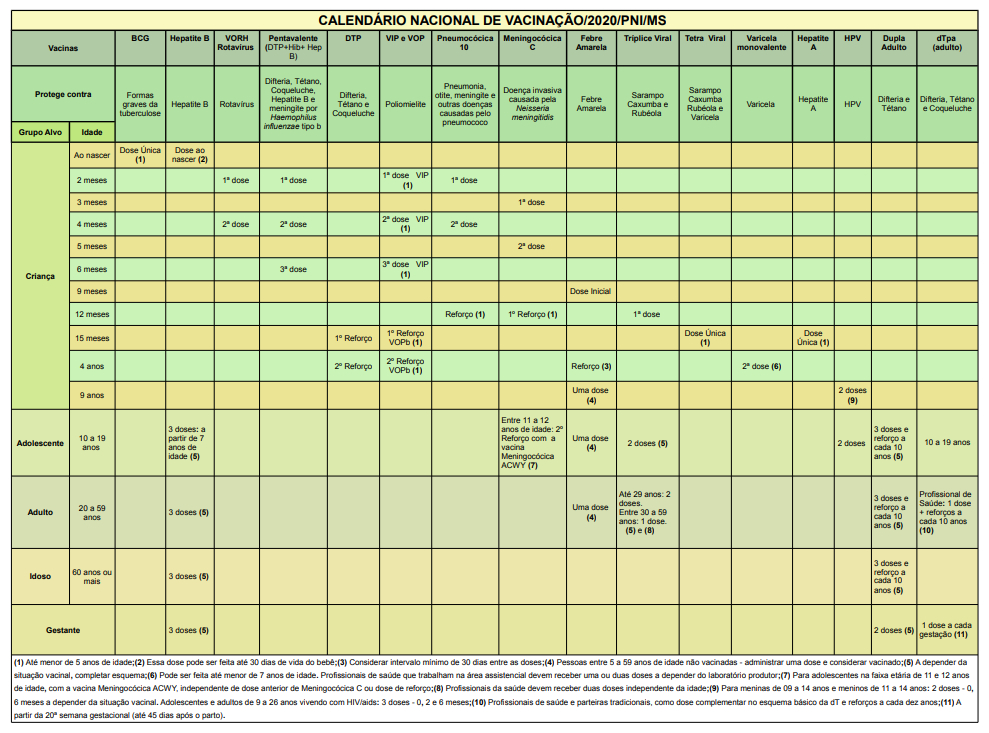 CALENDÁRIO NACIONAL DE VACINAÇÃO/2020/PNI/MS
Vacinas
BCG
Hepatite B
VORH
Rotavírus
Pentavalente
(DTP+Hib+ Hep
B)
DTP
VIP e VOP
Pneumocócica
10
Meningocócica
C
Febre
Amarela
Tríplice Viral
Tetra Viral
Varicela
monovalente
Hepatite
A
HPV
Dupla
Adulto
dTpa
(adulto)
Protege contra
Formas
graves da
tuberculose
Hepatite B
Rotavírus
Difteria, Tétano,
Coqueluche,
Hepatite B e
meningite por
Haemophilus
influenzae tipo b
Difteria,
Tétano e
Coqueluche
Poliomielite
Pneumonia,
otite, meningite e
outras doenças
causadas pelo
pneumococo
Doença invasiva
causada pela
Neisseria
meningitidis
Febre
Amarela
Sarampo
Caxumba e
Rubéola
Sarampo
Caxumba
Rubéola e
Varicela
Varicela
Hepatite
A
HPV
Difteria e
Tétano
Difteria, Tétano
e Coqueluche
Grupo Alvo
Idade
Criança
Ao nascer
Dose Única
(1)
Dose ao
nascer (2)
2 meses
1ª dose
1ª dose
1ª dose VIP
(1)
1ª dose
3 meses
1ª dose
4 meses
2ª dose
2ª dose
2ª dose VIP
(1)
2ª dose
5 meses
2ª dose
6 meses
3ª dose
3ª dose VIP
(1)
9 meses
Dose Inicial
12 meses
Reforço (1)
1º Reforço (1)
1ª dose
15 meses
1º Reforço
1º Reforço
VOPb (1)
Dose Única
(1)
Dose
Única (1)
4 anos
2º Reforço
2º Reforço
VOPb (1)
Reforço (3)
2ª dose (6)
9 anos
Uma dose
(4)
2 doses
(9)
Adolescente
10 a 19
anos
3 doses: a
partir de 7
anos de
idade (5)
Entre 11 a 12
anos de idade: 2º
Reforço com a
vacina
Meningocócica
ACWY (7)
Uma dose
(4)
2 doses (5)
2 doses
3 doses e
reforço a
cada 10
anos (5)
10 a 19 anos
Adulto
20 a 59
anos
3 doses (5)
Uma dose
(4)
Até 29 anos: 2
doses.
Entre 30 a 59
anos: 1 dose.
(5) e (8)
3 doses e
reforço a
cada 10
anos (5)
Profissional de
Saúde: 1 dose
+ reforços a
cada 10 anos
(10)
Idoso
60 anos ou
mais
3 doses (5)
3 doses e
reforço a
cada 10
anos (5)
Gestante
3 doses (5)
2 doses (5)
1 dose a cada
gestação (11)
(1) Até menor de 5 anos de idade;(2) Essa dose pode ser feita até 30 dias de vida do bebê;(3) Considerar intervalo mínimo de 30 dias entre as doses;(4) Pessoas entre 5 a 59 anos de idade não vacinadas - administrar uma dose e considerar vacinado;(5) A depender da
situação vacinal, completar esquema;(6) Pode ser feita até menor de 7 anos de idade. Profissionais de saúde que trabalham na área assistencial devem receber uma ou duas doses a depender do laboratório produtor;(7) Para adolescentes na faixa etária de 11 e 12 anos
de idade, com a vacina Meningocócica ACWY, independente de dose anterior de Meningocócica C ou dose de reforço;(8) Profissionais da saúde devem receber duas doses independente da idade;(9) Para meninas de 09 a 14 anos e meninos de 11 a 14 anos: 2 doses - 0,
6 meses a depender da situação vacinal. Adolescentes e adultos de 9 a 26 anos vivendo com HIV/aids: 3 doses - 0, 2 e 6 meses;(10) Profissionais de saúde e parteiras tradicionais, como dose complementar no esquema básico da dT e reforços a cada dez anos;(11) A
partir da 20ª semana gestacional (até 45 dias após o parto).